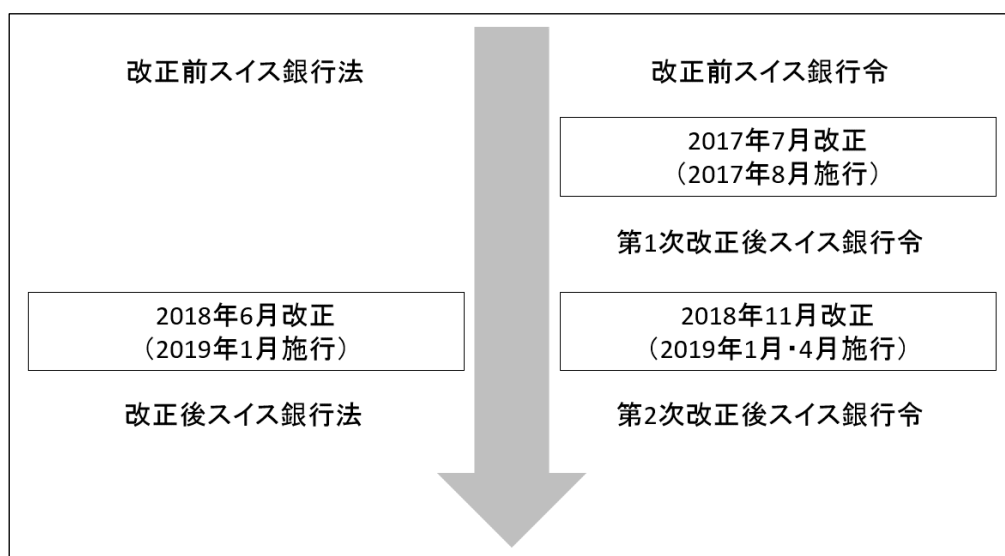 改正前スイス銀行法
改正前スイス銀行令
2017年7月改正
（2017年8月施行）
第1次改正後スイス銀行令
2018年6月改正
（2019年1月施行）
2018年11月改正
（2019年1月・4月施行）
改正後スイス銀行法
第2次改正後スイス銀行令